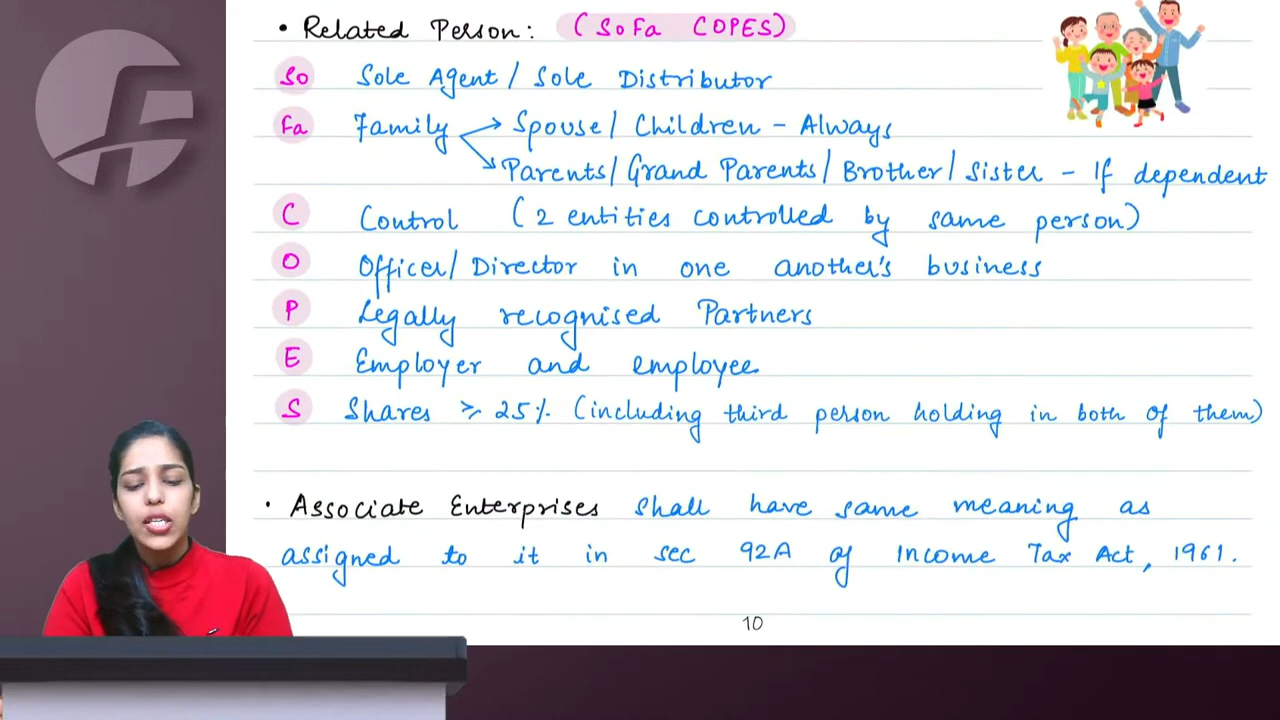 • Related Person: (SoFa COPES)
So Sole Agent/ Sole Distributor
Fa Family → Spouse/ Children - Always
→ Parents/ Grand Parents/ Brother/ Sister - If dependent
C Control (2 entities controlled by same person)
O Officer/ Director in one another's business
P Legally recognised Partners
E Employer and employee
S Shares ≥ 25% (including third person holding in both of them)
• Associate Enterprises shall have same meaning as
assigned to it in sec 92A of Income Tax Act, 1961.
10